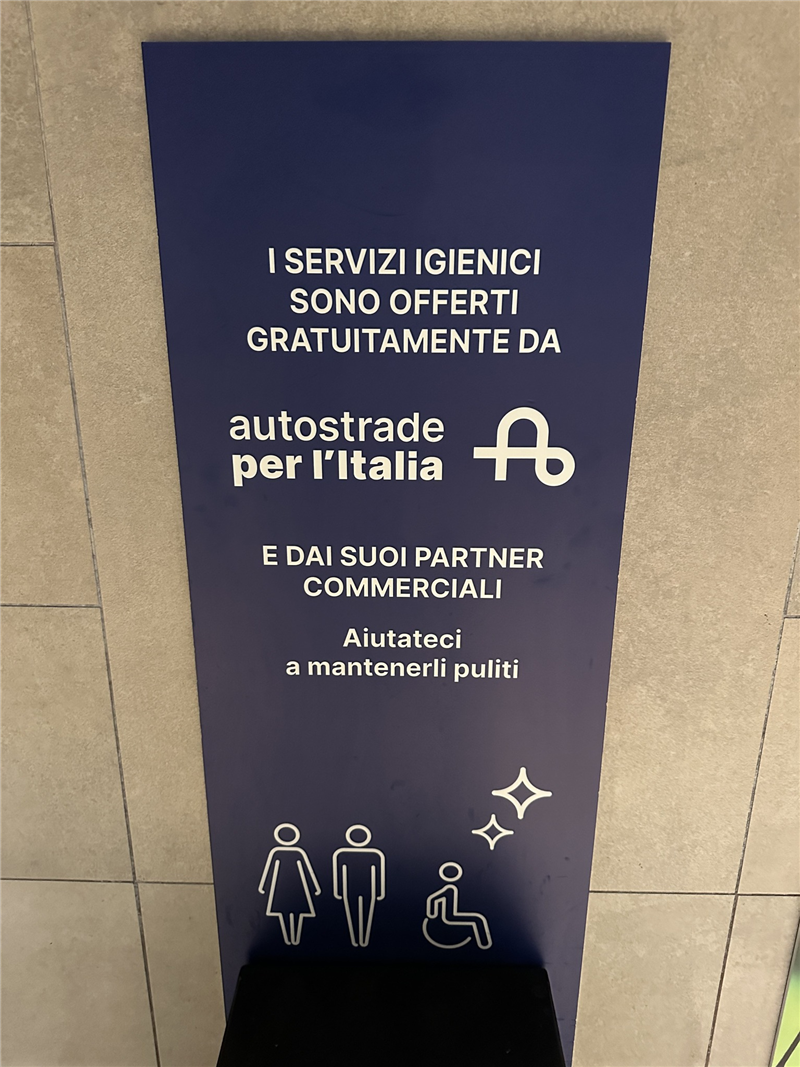 I SERVIZI IGIENICI
SONO OFFERTI
GRATUITAMENTE DA
autostrade
per l'Italia
E DAI SUOI PARTNER
COMMERCIALI
Aiutateci
a mantenerli puliti